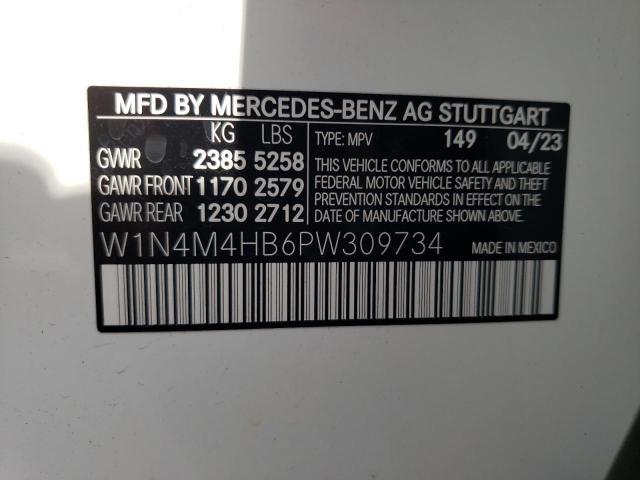 MFD BY MERCEDES-BENZ AG STUTTGART
KG LBS TYPE: MPV 149 04/23
GWR 2385 5258
GAWR FRONT 1170 2579
GAWR REAR 1230 2712
THIS VEHICLE CONFORMS TO ALL APPLICABLE
FEDERAL MOTOR VEHICLE SAFETY AND THEFT
PREVENTION STANDARDS IN EFFECT ON THE
DATE OF MANUFACTURE SHOWN ABOVE.
W1N4M4HB6PW309734 MADE IN MEXICO